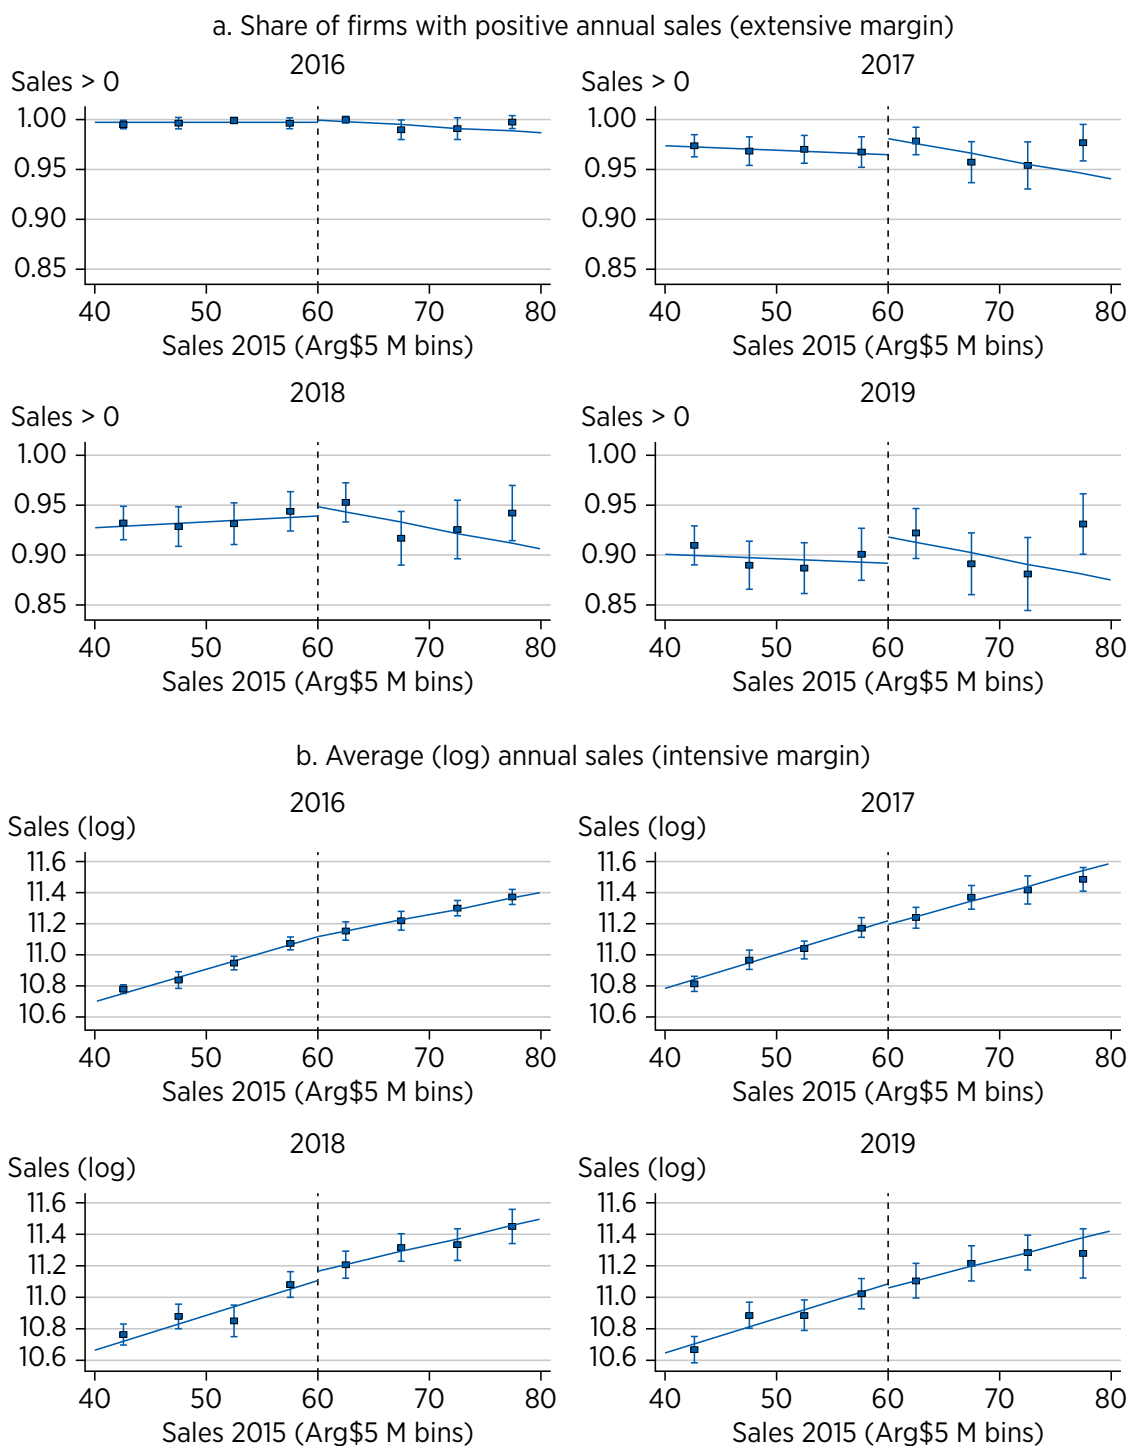 a. Share of firms with positive annual sales (extensive margin)
2016
Sales > 0
1.00
0.95
0.90
0.85
40 50 60 70 80
Sales 2015 (Arg$5 M bins)
2017
Sales > 0
1.00
0.95
0.90
0.85
40 50 60 70 80
Sales 2015 (Arg$5 M bins)
2018
Sales > 0
1.00
0.95
0.90
0.85
40 50 60 70 80
Sales 2015 (Arg$5 M bins)
2019
Sales > 0
1.00
0.95
0.90
0.85
40 50 60 70 80
Sales 2015 (Arg$5 M bins)
b. Average (log) annual sales (intensive margin)
2016
Sales (log)
11.6
11.4
11.2
11.0
10.8
10.6
40 50 60 70 80
Sales 2015 (Arg$5 M bins)
2017
Sales (log)
11.6
11.4
11.2
11.0
10.8
10.6
40 50 60 70 80
Sales 2015 (Arg$5 M bins)
2018
Sales (log)
11.6
11.4
11.2
11.0
10.8
10.6
40 50 60 70 80
Sales 2015 (Arg$5 M bins)
2019
Sales (log)
11.6
11.4
11.2
11.0
10.8
10.6
40 50 60 70 80
Sales 2015 (Arg$5 M bins)